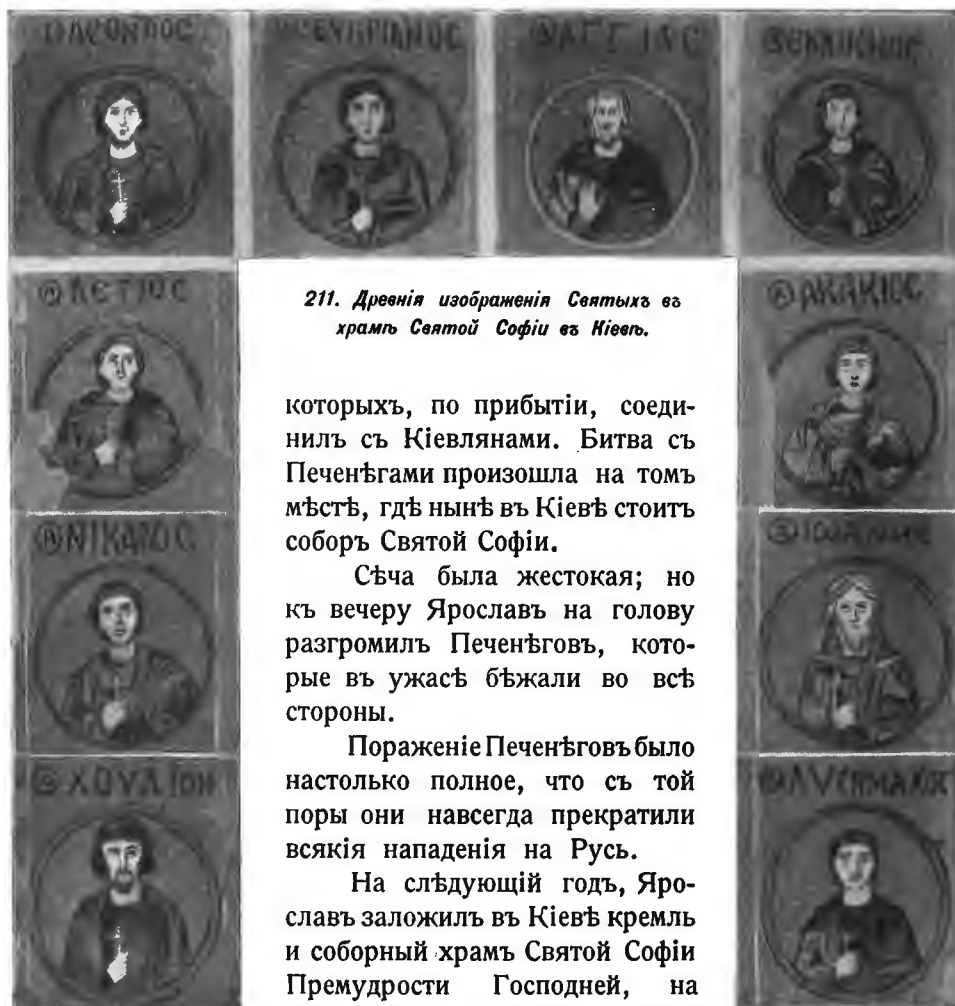 ΝΙΚΑΙΟϹ
ΑΚΑΚΙΟϹ
211. Древнія изображенія Святыхъ въ
храмѣ Святой Софіи въ Кіевѣ.
которыхъ, по прибытіи, соеди-
нилъ съ Кіевлянами. Битва съ
Печенѣгами произошла на томъ
мѣстѣ, гдѣ нынѣ въ Кіевѣ стоитъ
соборъ Святой Софіи.
Сѣча была жестокая; но
къ вечеру Ярославъ на голову
разгромилъ Печенѣговъ, кото-
рые въ ужасѣ бѣжали во всѣ
стороны.
Пораженіе Печенѣговъ было
настолько полное, что съ той
поры они навсегда прекратили
всякія нападенія на Русь.
На слѣдующій годъ, Яро-
славъ заложилъ въ Кіевѣ кремль
и соборный храмъ Святой Софіи
Премудрости Господней, на